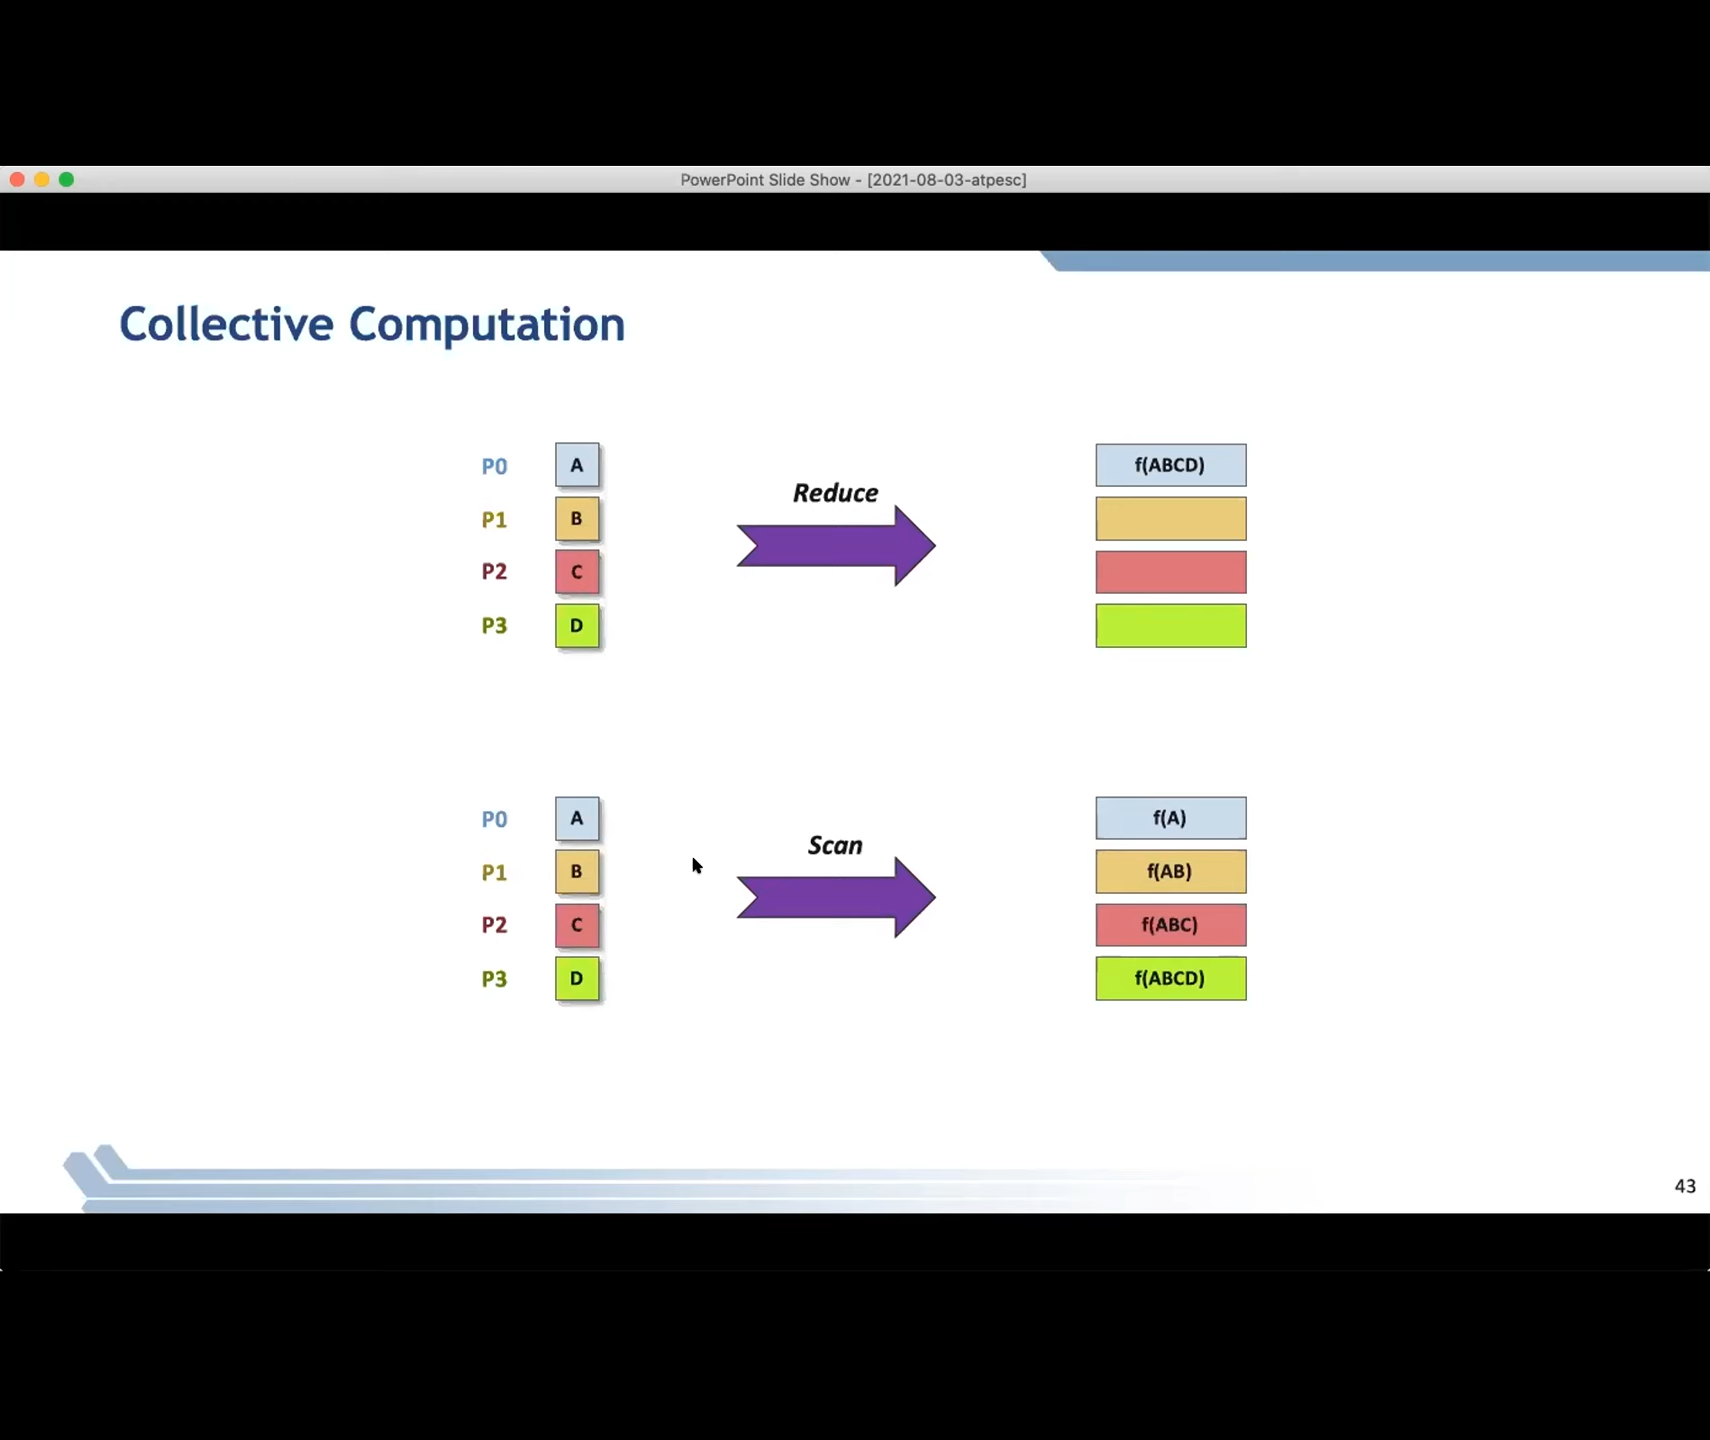 PowerPoint Slide Show - [2021-08-03-atpesc]
Collective Computation
P0 A f(ABCD)
Reduce
P1 B
P2 C
P3 D
P0 A f(A)
Scan
P1 B f(AB)
P2 C f(ABC)
P3 D f(ABCD)
43